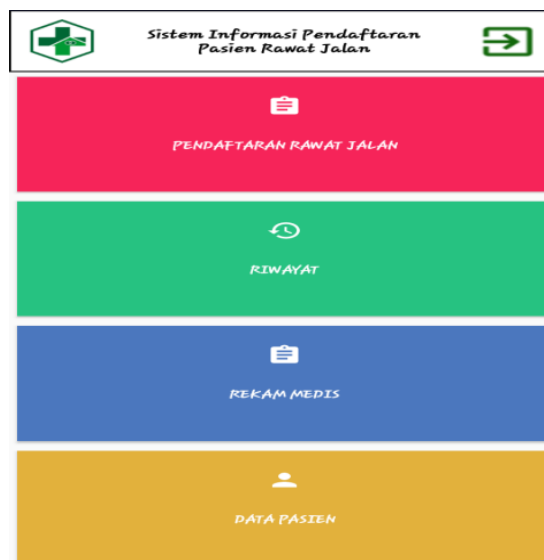 Sistem Informasi Pendaftaran
Pasien Rawat Jalan
PENDAFTARAN RAWAT JALAN
RIWAYAT
REKAM MEDIS
DATA PASIEN